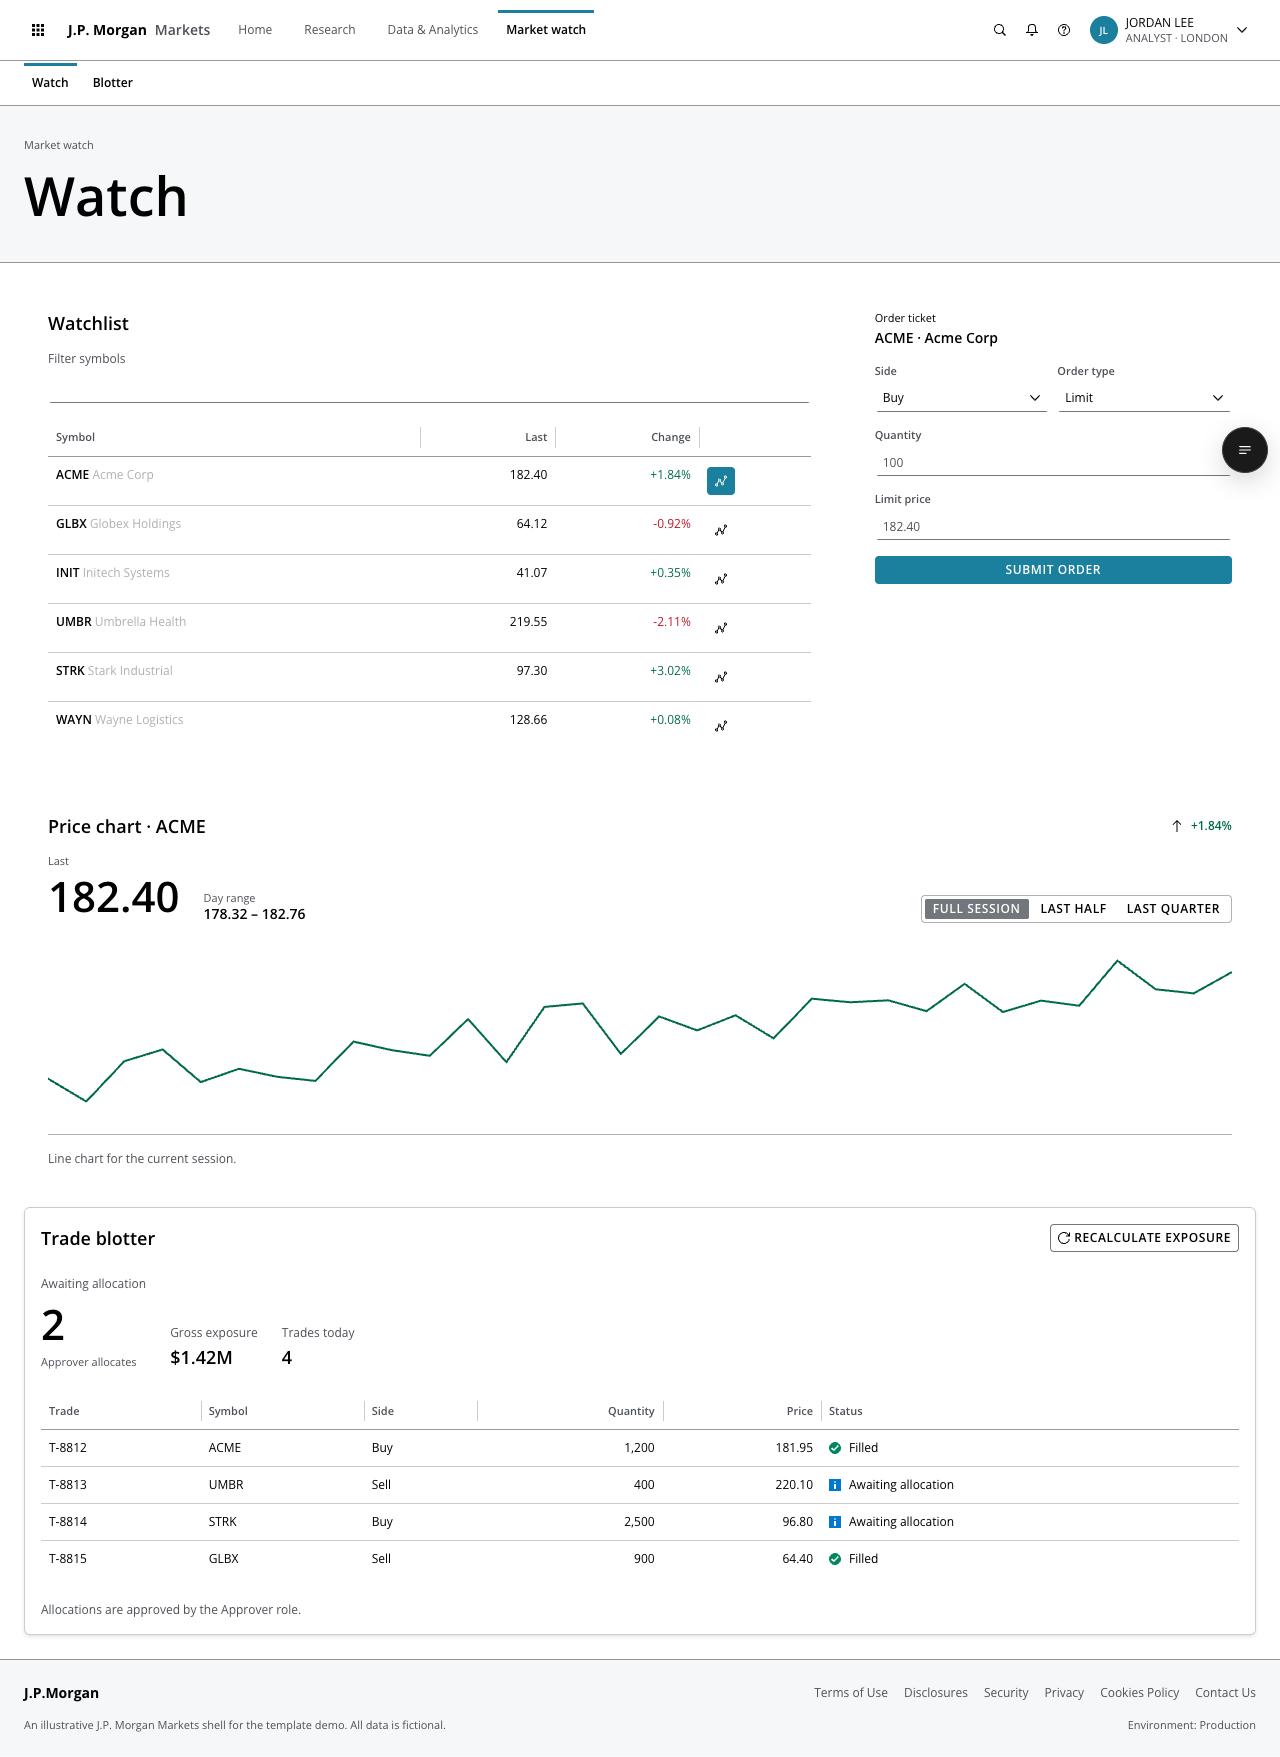 J.P. Morgan Markets Home Research Data & Analytics Market watch JL JORDAN LEE
ANALYST · LONDON
Watch Blotter
Market watch
Watch
Watchlist
Filter symbols
Symbol Last Change
ACME Acme Corp 182.40 +1.84%
GLBX Globex Holdings 64.12 -0.92%
INIT Initech Systems 41.07 +0.35%
UMBR Umbrella Health 219.55 -2.11%
STRK Stark Industrial 97.30 +3.02%
WAYN Wayne Logistics 128.66 +0.08%
Order ticket
ACME · Acme Corp
Side Order type
Buy Limit
Quantity
100
Limit price
182.40
SUBMIT ORDER
Price chart · ACME +1.84%
Last
182.40 Day range
178.32 – 182.76
FULL SESSION LAST HALF LAST QUARTER
Line chart for the current session.
Trade blotter RECALCULATE EXPOSURE
Awaiting allocation
2 Gross exposure Trades today
Approver allocates $1.42M 4
Trade Symbol Side Quantity Price Status
T-8812 ACME Buy 1,200 181.95 Filled
T-8813 UMBR Sell 400 220.10 Awaiting allocation
T-8814 STRK Buy 2,500 96.80 Awaiting allocation
T-8815 GLBX Sell 900 64.40 Filled
Allocations are approved by the Approver role.
J.P.Morgan Terms of Use Disclosures Security Privacy Cookies Policy Contact Us
An illustrative J.P. Morgan Markets shell for the template demo. All data is fictional. Environment: Production